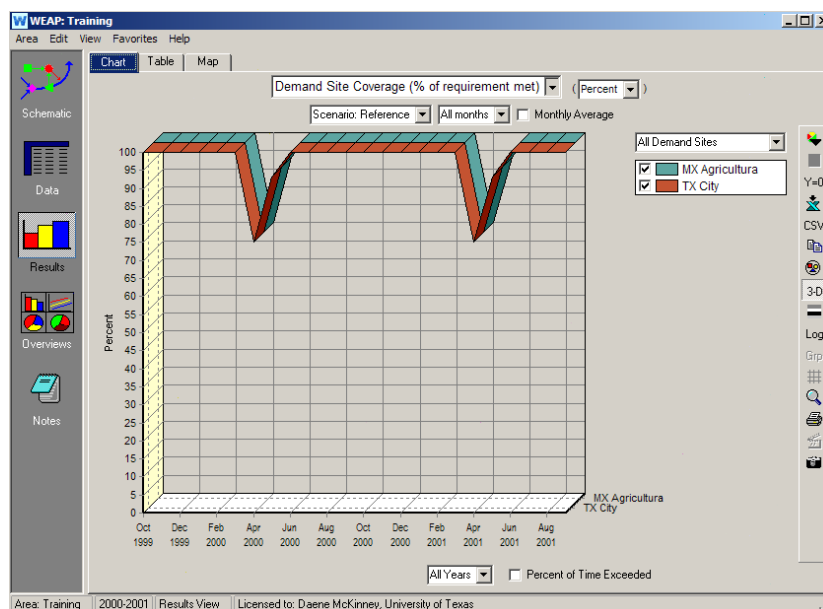 WEAP: Training
Area Edit View Favorites Help
Chart Table Map
Demand Site Coverage (% of requirement met) ( Percent )
Scenario: Reference All months Monthly Average
All Demand Sites
MX Agricultura
TX City
Schematic
Data
Results
Overviews
Notes
Y=0
CSV
3-D
Log
Grp
Percent
100
95
90
85
80
75
70
65
60
55
50
45
40
35
30
25
20
15
10
5
0
MX Agricultura
TX City
Oct Dec Feb Apr Jun Aug Oct Dec Feb Apr Jun Aug
1999 1999 2000 2000 2000 2000 2000 2000 2001 2001 2001 2001
All Years Percent of Time Exceeded
Area: Training 2000-2001 Results View Licensed to: Daene McKinney, University of Texas